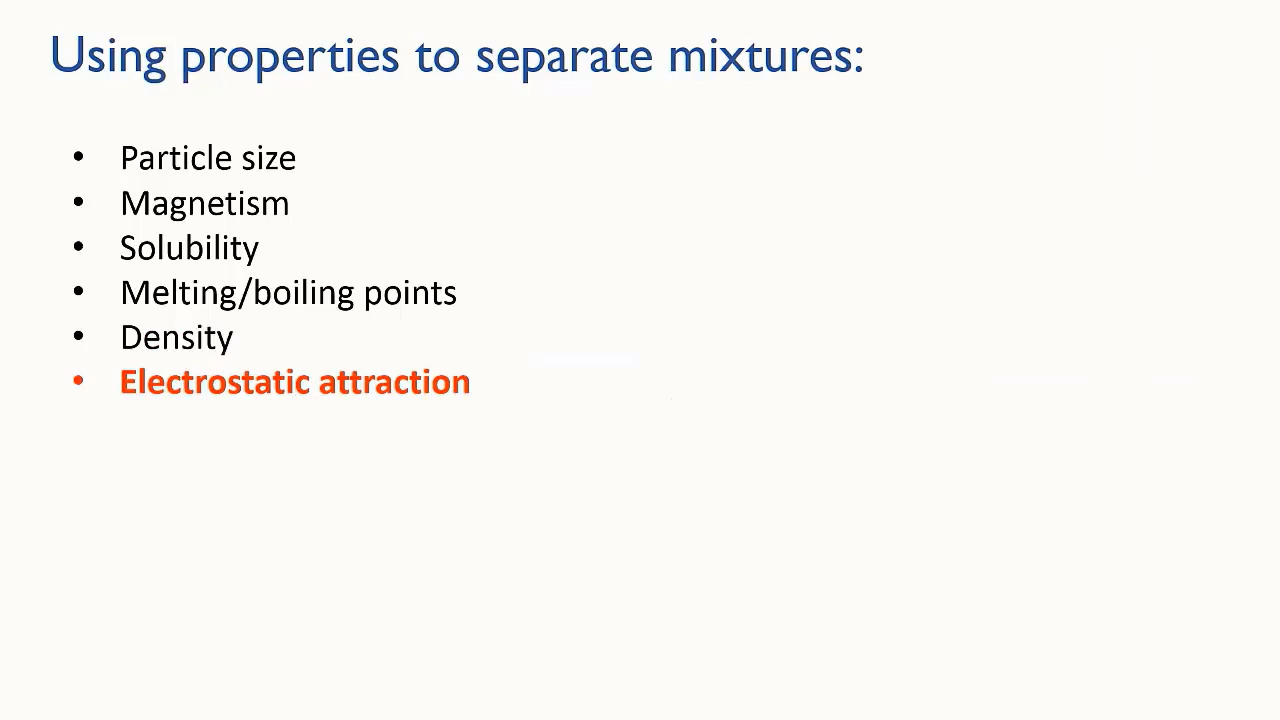 Using properties to separate mixtures:
• Particle size
• Magnetism
• Solubility
• Melting/boiling points
• Density
• Electrostatic attraction